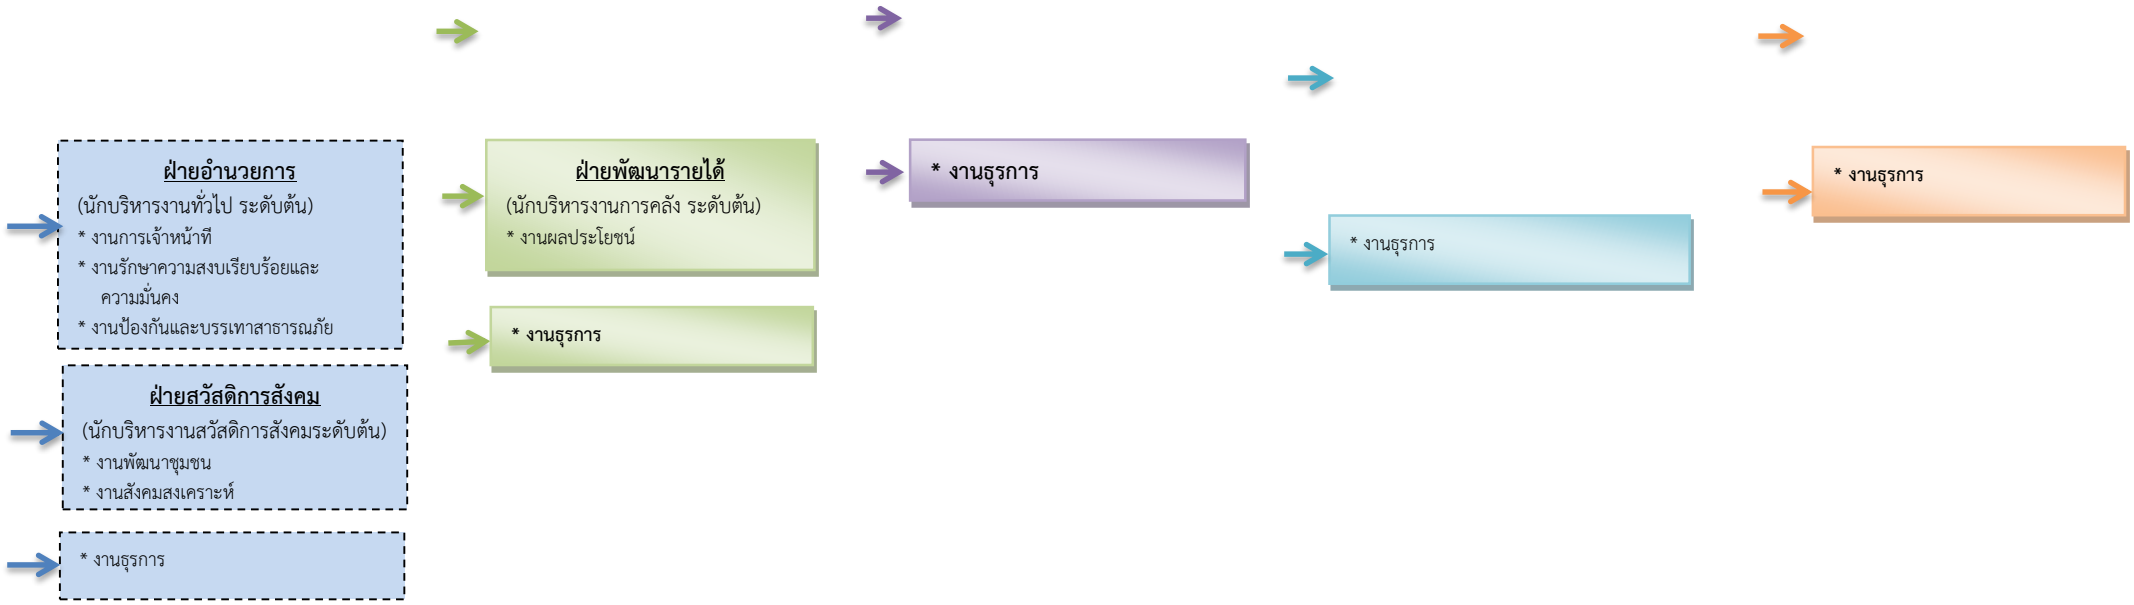 ฝ่ายอำนวยการ
(นักบริหารงานทั่วไป ระดับต้น)
* งานการเจ้าหน้าที
* งานรักษาความสงบเรียบร้อยและ
ความมั่นคง
* งานป้องกันและบรรเทาสาธารณภัย
ฝ่ายสวัสดิการสังคม
(นักบริหารงานสวัสดิการสังคมระดับต้น)
* งานพัฒนาชุมชน
* งานสังคมสงเคราะห์
* งานธุรการ
ฝ่ายพัฒนารายได้
(นักบริหารงานการคลัง ระดับต้น)
* งานผลประโยชน์
* งานธุรการ
* งานธุรการ
* งานธุรการ
* งานธุรการ